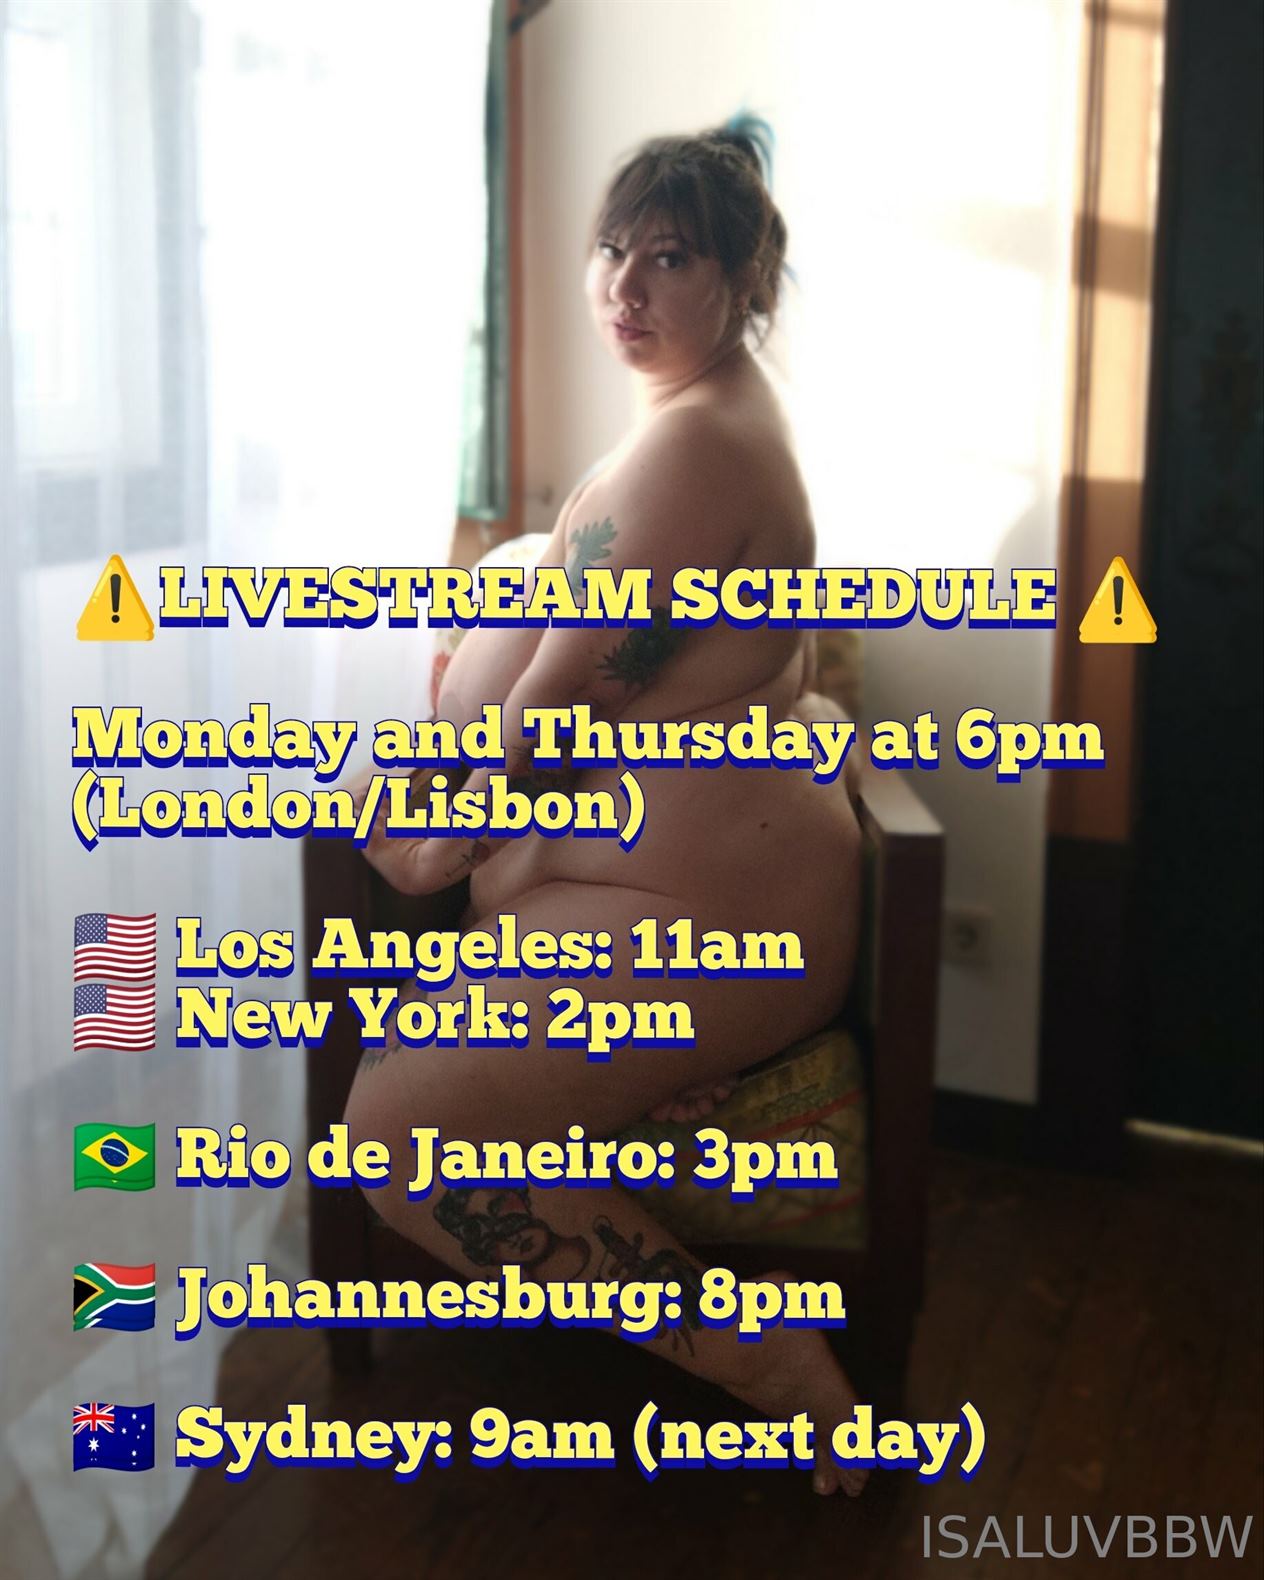 ⚠️LIVESTREAM SCHEDULE ⚠️
Monday and Thursday at 6pm
(London/Lisbon)
🇺🇸 Los Angeles: 11am
🇺🇸 New York: 2pm
🇧🇷 Rio de Janeiro: 3pm
🇿🇦 Johannesburg: 8pm
🇦🇺 Sydney: 9am (next day)
ISALUVBBW